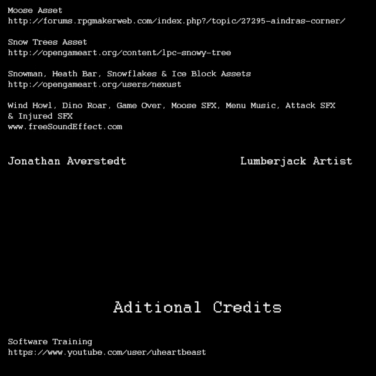 Moose Asset
http://forums.rpgmakerweb.com/index.php?/topic/27295-aindras-corner/
Snow Trees Asset
http://opengameart.org/content/lpc-snowy-tree
Snowman, Heath Bar, Snowflakes & Ice Block Assets
http://opengameart.org/users/nexust
Wind Howl, Dino Roar, Game Over, Moose SFX, Menu Music, Attack SFX
& Injured SFX
www.freeSoundEffect.com
Jonathan Averstedt Lumberjack Artist
Aditional Credits
Software Training
https://www.youtube.com/user/uheartbeast